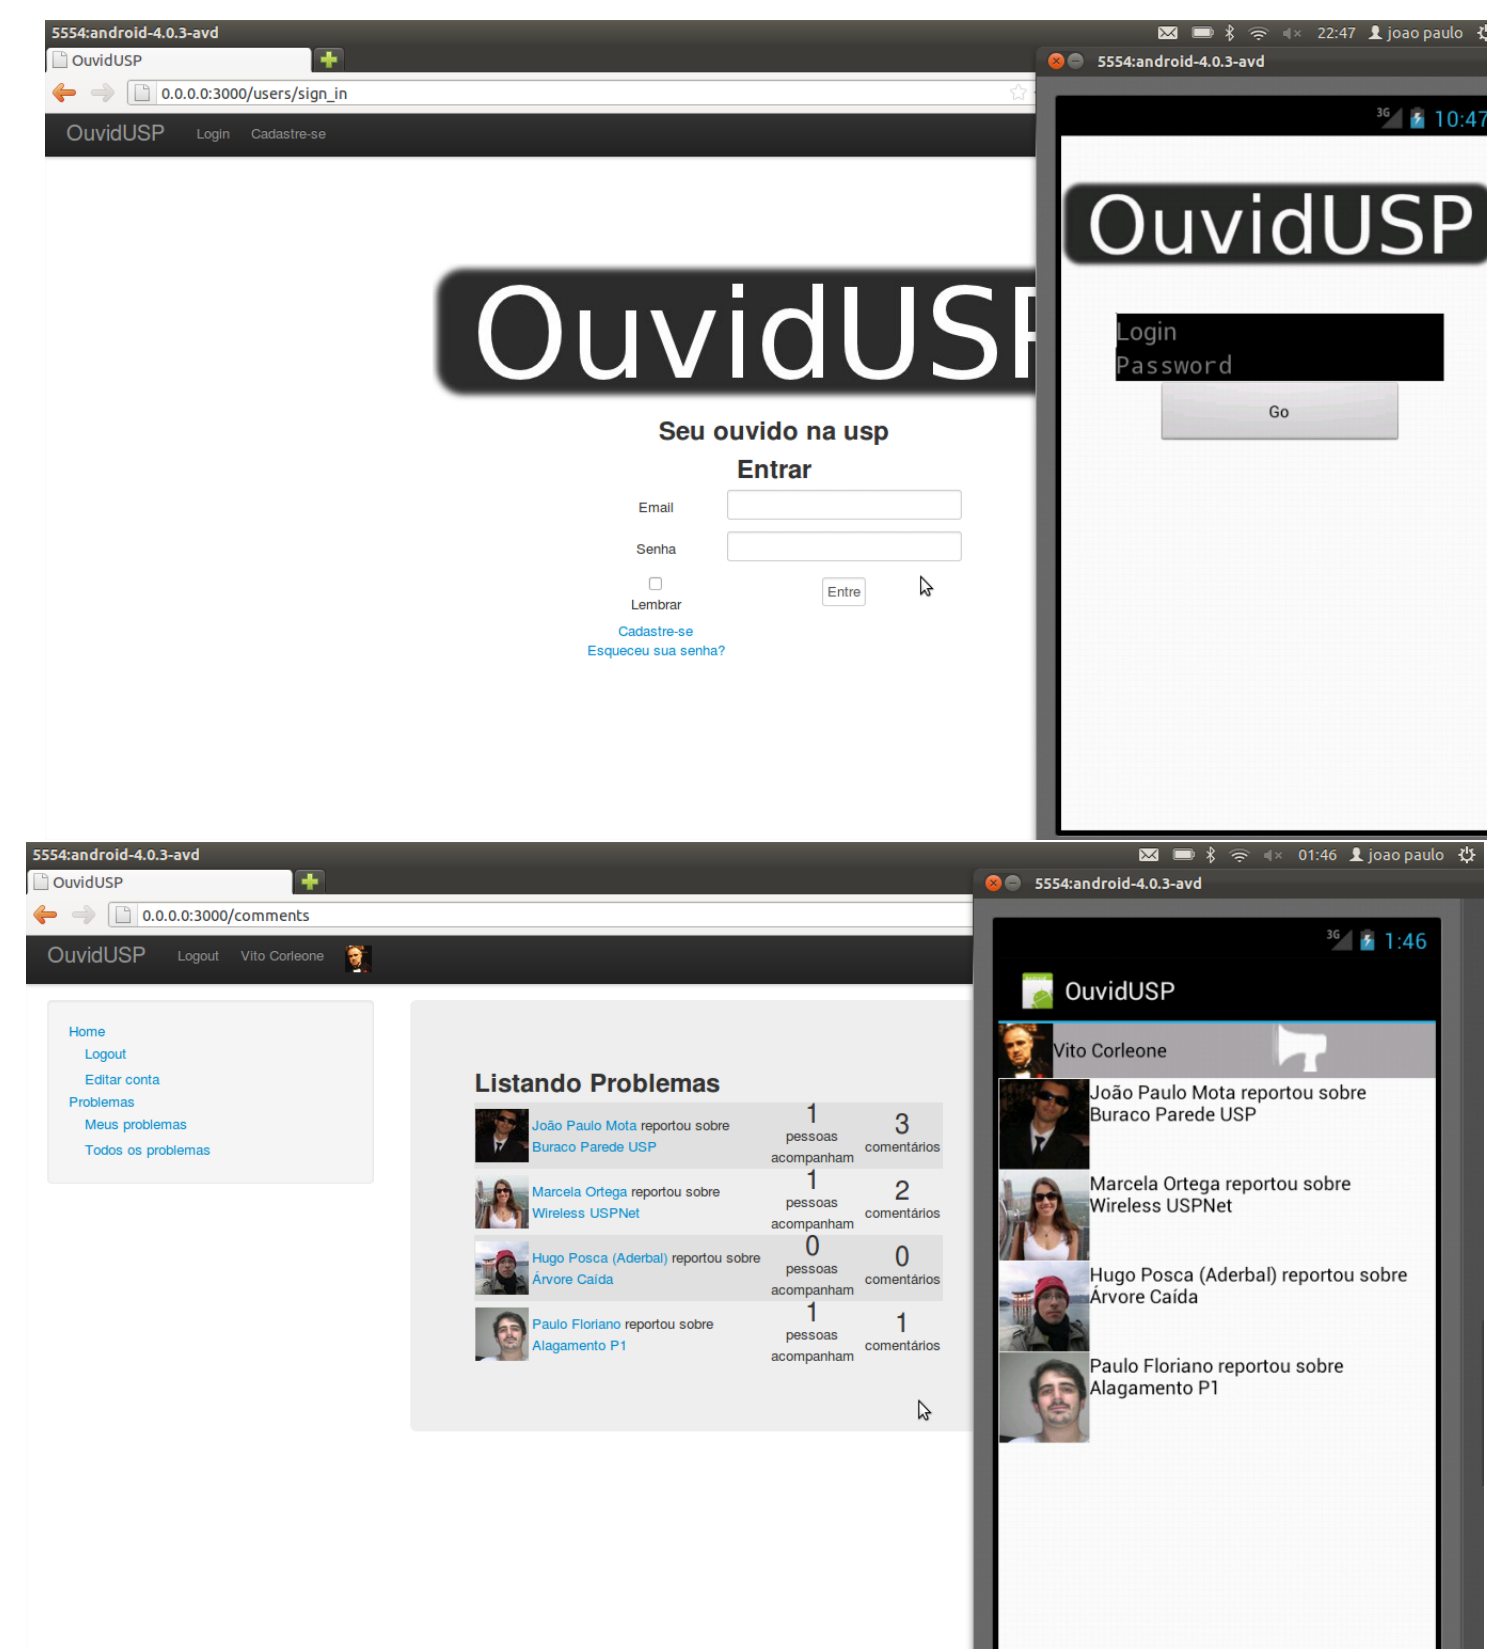 5554:android-4.0.3-avd
22:47 joao paulo
OuvidUSP
0.0.0.0:3000/users/sign_in
OuvidUSP Login Cadastre-se
OuvidUSP
Seu ouvido na usp
Entrar
Email
Senha
Lembrar
Entre
Cadastre-se
Esqueceu sua senha?
5554:android-4.0.3-avd
3G 10:47
OuvidUSP
Login
Password
Go
5554:android-4.0.3-avd
01:46 joao paulo
OuvidUSP
0.0.0.0:3000/comments
OuvidUSP Logout Vito Corleone
Home
Logout
Editar conta
Problemas
Meus problemas
Todos os problemas
Listando Problemas
João Paulo Mota reportou sobre
Buraco Parede USP
1
pessoas
acompanham
3
comentários
Marcela Ortega reportou sobre
Wireless USPNet
1
pessoas
acompanham
2
comentários
Hugo Posca (Aderbal) reportou sobre
Árvore Caída
0
pessoas
acompanham
0
comentários
Paulo Floriano reportou sobre
Alagamento P1
1
pessoas
acompanham
1
comentários
5554:android-4.0.3-avd
3G 1:46
OuvidUSP
Vito Corleone
João Paulo Mota reportou sobre
Buraco Parede USP
Marcela Ortega reportou sobre
Wireless USPNet
Hugo Posca (Aderbal) reportou sobre
Árvore Caída
Paulo Floriano reportou sobre
Alagamento P1